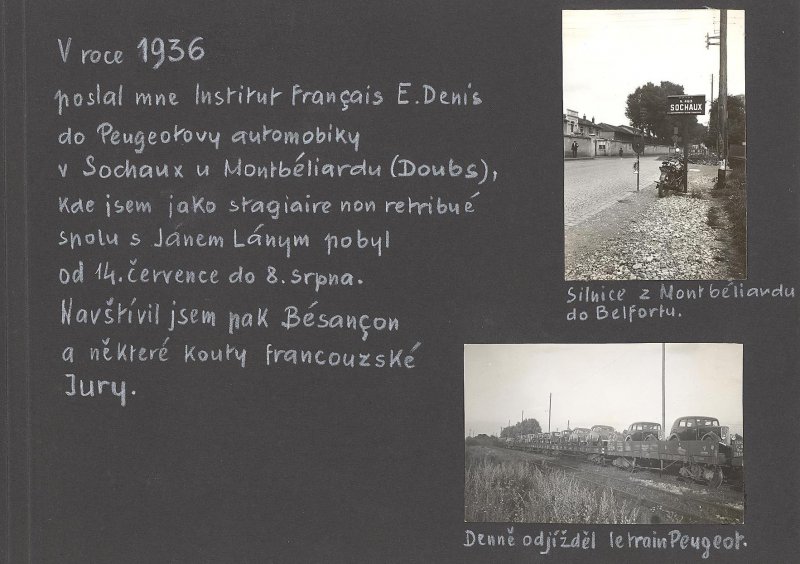 V roce 1936
poslal mne Institut Français E. Denis
do Peugeotovy automobiky
v Sochaux u Montbéliardu (Doubs),
kde jsem jako stagiaire non retribué
spolu s Jánem Lánym pobyl
od 14. července do 8. srpna.
Navštívil jsem pak Bésançon
a některé kouty francouzské
Jury.
SOCHAUX
Silnice z Montbéliardu
do Belfortu.
Denně odjížděl le train Peugeot.